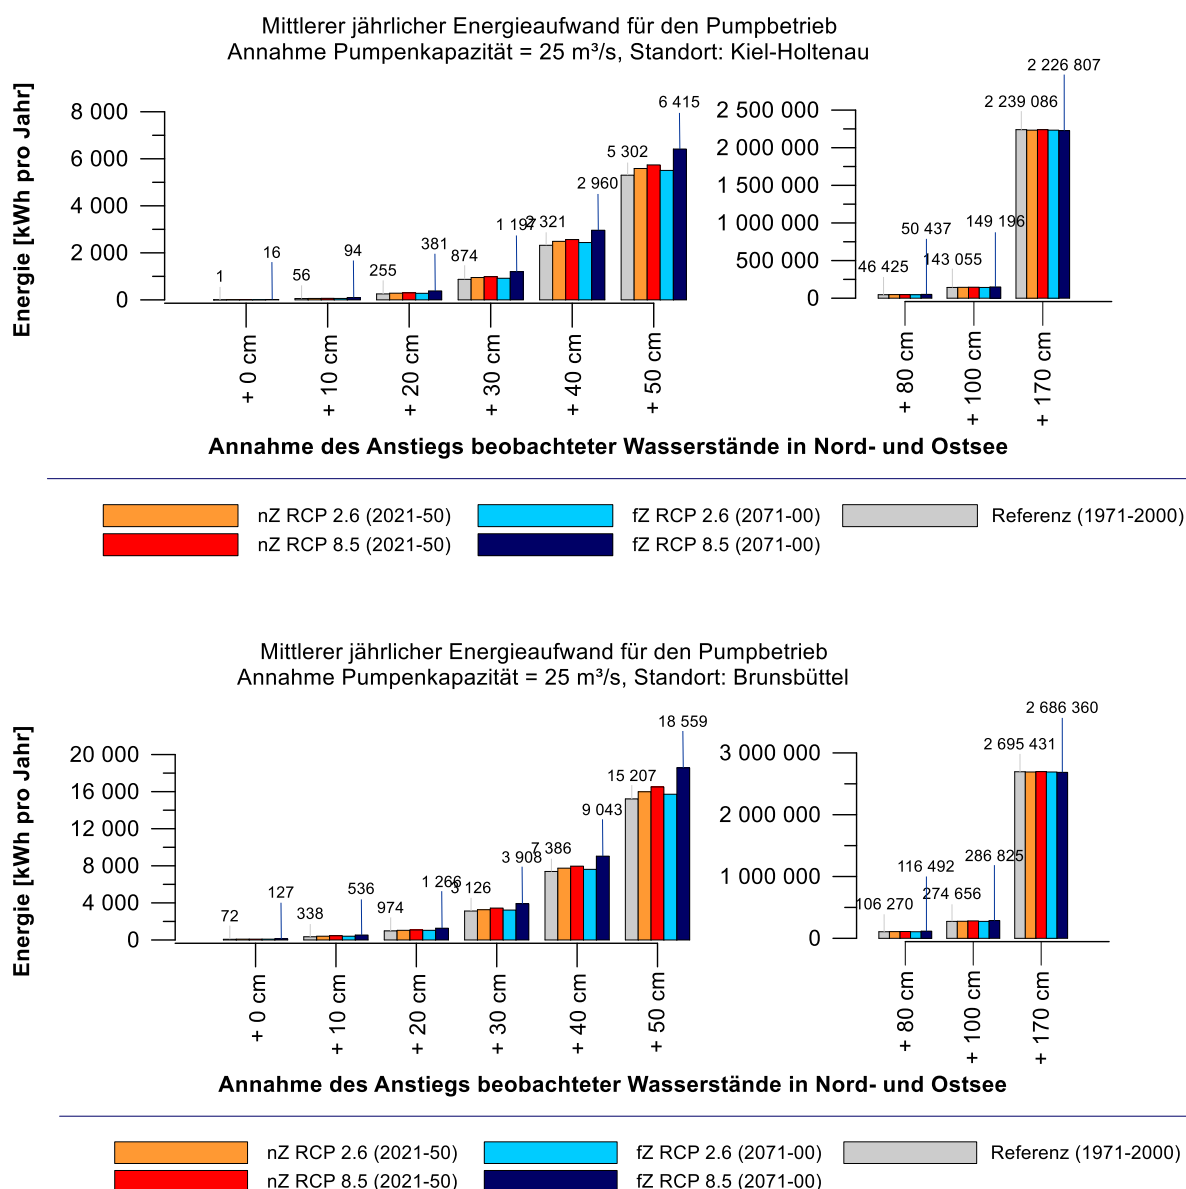 Mittlerer jährlicher Energieaufwand für den Pumpbetrieb
Annahme Pumpenkapazität = 25 m³/s, Standort: Kiel-Holtenau
Energie [kWh pro Jahr]
8 000
6 000
4 000
2 000
0
1
16
56
94
255
381
874
1 197
2 321
2 960
5 302
6 415
2 500 000
2 000 000
1 500 000
1 000 000
500 000
0
46 425
50 437
143 055
149 196
2 239 086
2 226 807
+ 0 cm
+ 10 cm
+ 20 cm
+ 30 cm
+ 40 cm
+ 50 cm
+ 80 cm
+ 100 cm
+ 170 cm
Annahme des Anstiegs beobachteter Wasserstände in Nord- und Ostsee
nZ RCP 2.6 (2021-50)
fZ RCP 2.6 (2071-00)
Referenz (1971-2000)
nZ RCP 8.5 (2021-50)
fZ RCP 8.5 (2071-00)
Mittlerer jährlicher Energieaufwand für den Pumpbetrieb
Annahme Pumpenkapazität = 25 m³/s, Standort: Brunsbüttel
Energie [kWh pro Jahr]
20 000
16 000
12 000
8 000
4 000
0
72
127
338
536
974
1 266
3 126
3 908
7 386
9 043
15 207
18 559
3 000 000
2 000 000
1 000 000
0
106 270
116 492
274 656
286 825
2 695 431
2 686 360
+ 0 cm
+ 10 cm
+ 20 cm
+ 30 cm
+ 40 cm
+ 50 cm
+ 80 cm
+ 100 cm
+ 170 cm
Annahme des Anstiegs beobachteter Wasserstände in Nord- und Ostsee
nZ RCP 2.6 (2021-50)
fZ RCP 2.6 (2071-00)
Referenz (1971-2000)
nZ RCP 8.5 (2021-50)
fZ RCP 8.5 (2071-00)